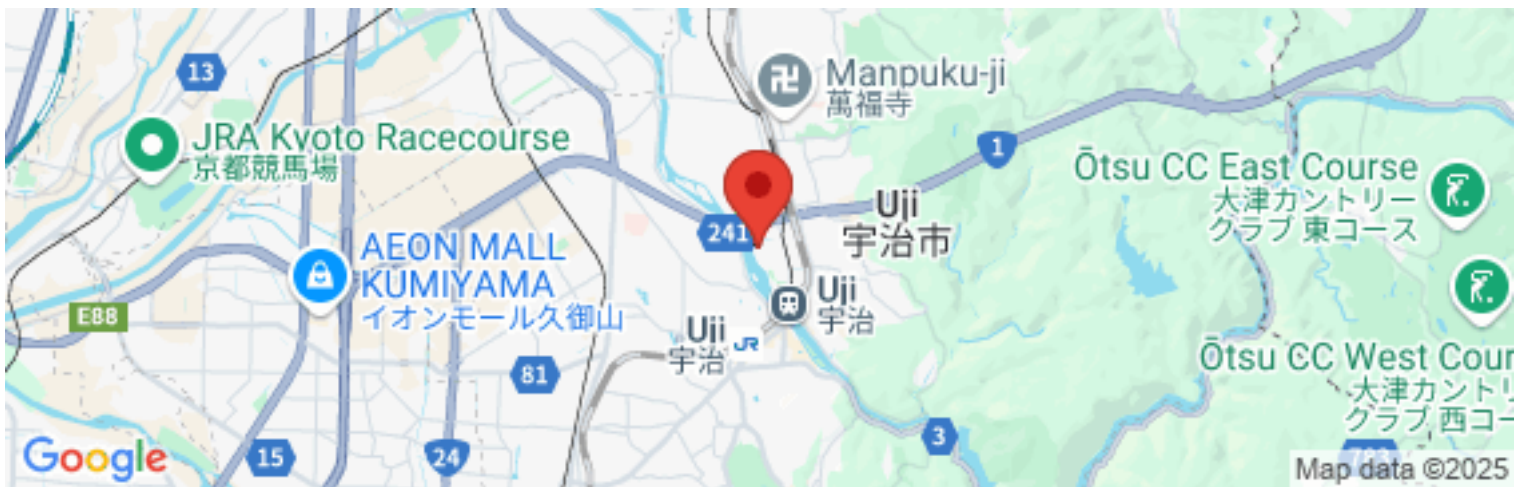 13
Manpuku-ji
萬福寺
JRA Kyoto Racecourse
京都競馬場
1
Ōtsu CC East Course
大津カントリー
クラブ 東コース
Uji
宇治市
241
AEON MALL
KUMIYAMA
イオンモール久御山
E88
Uji
宇治
Uji
宇治
JR
Ōtsu CC West Cour
大津カントリ
クラブ 西コー
81
3
15
24
783
Google
Map data ©2025